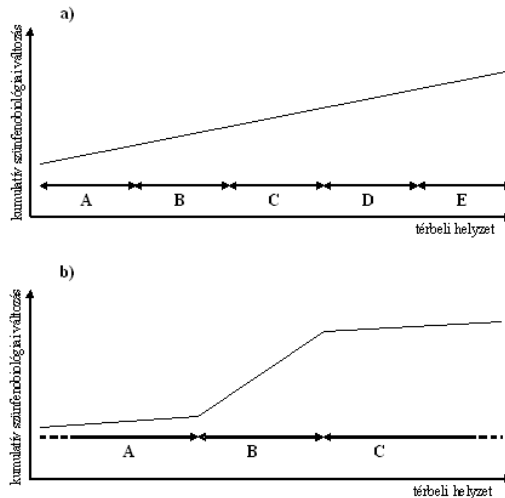 a)
kumulatív szünfenobiológiai változás
A B C D E
térbeli helyzet
b)
kumulatív szünfenobiológiai változás
A B C
térbeli helyzet